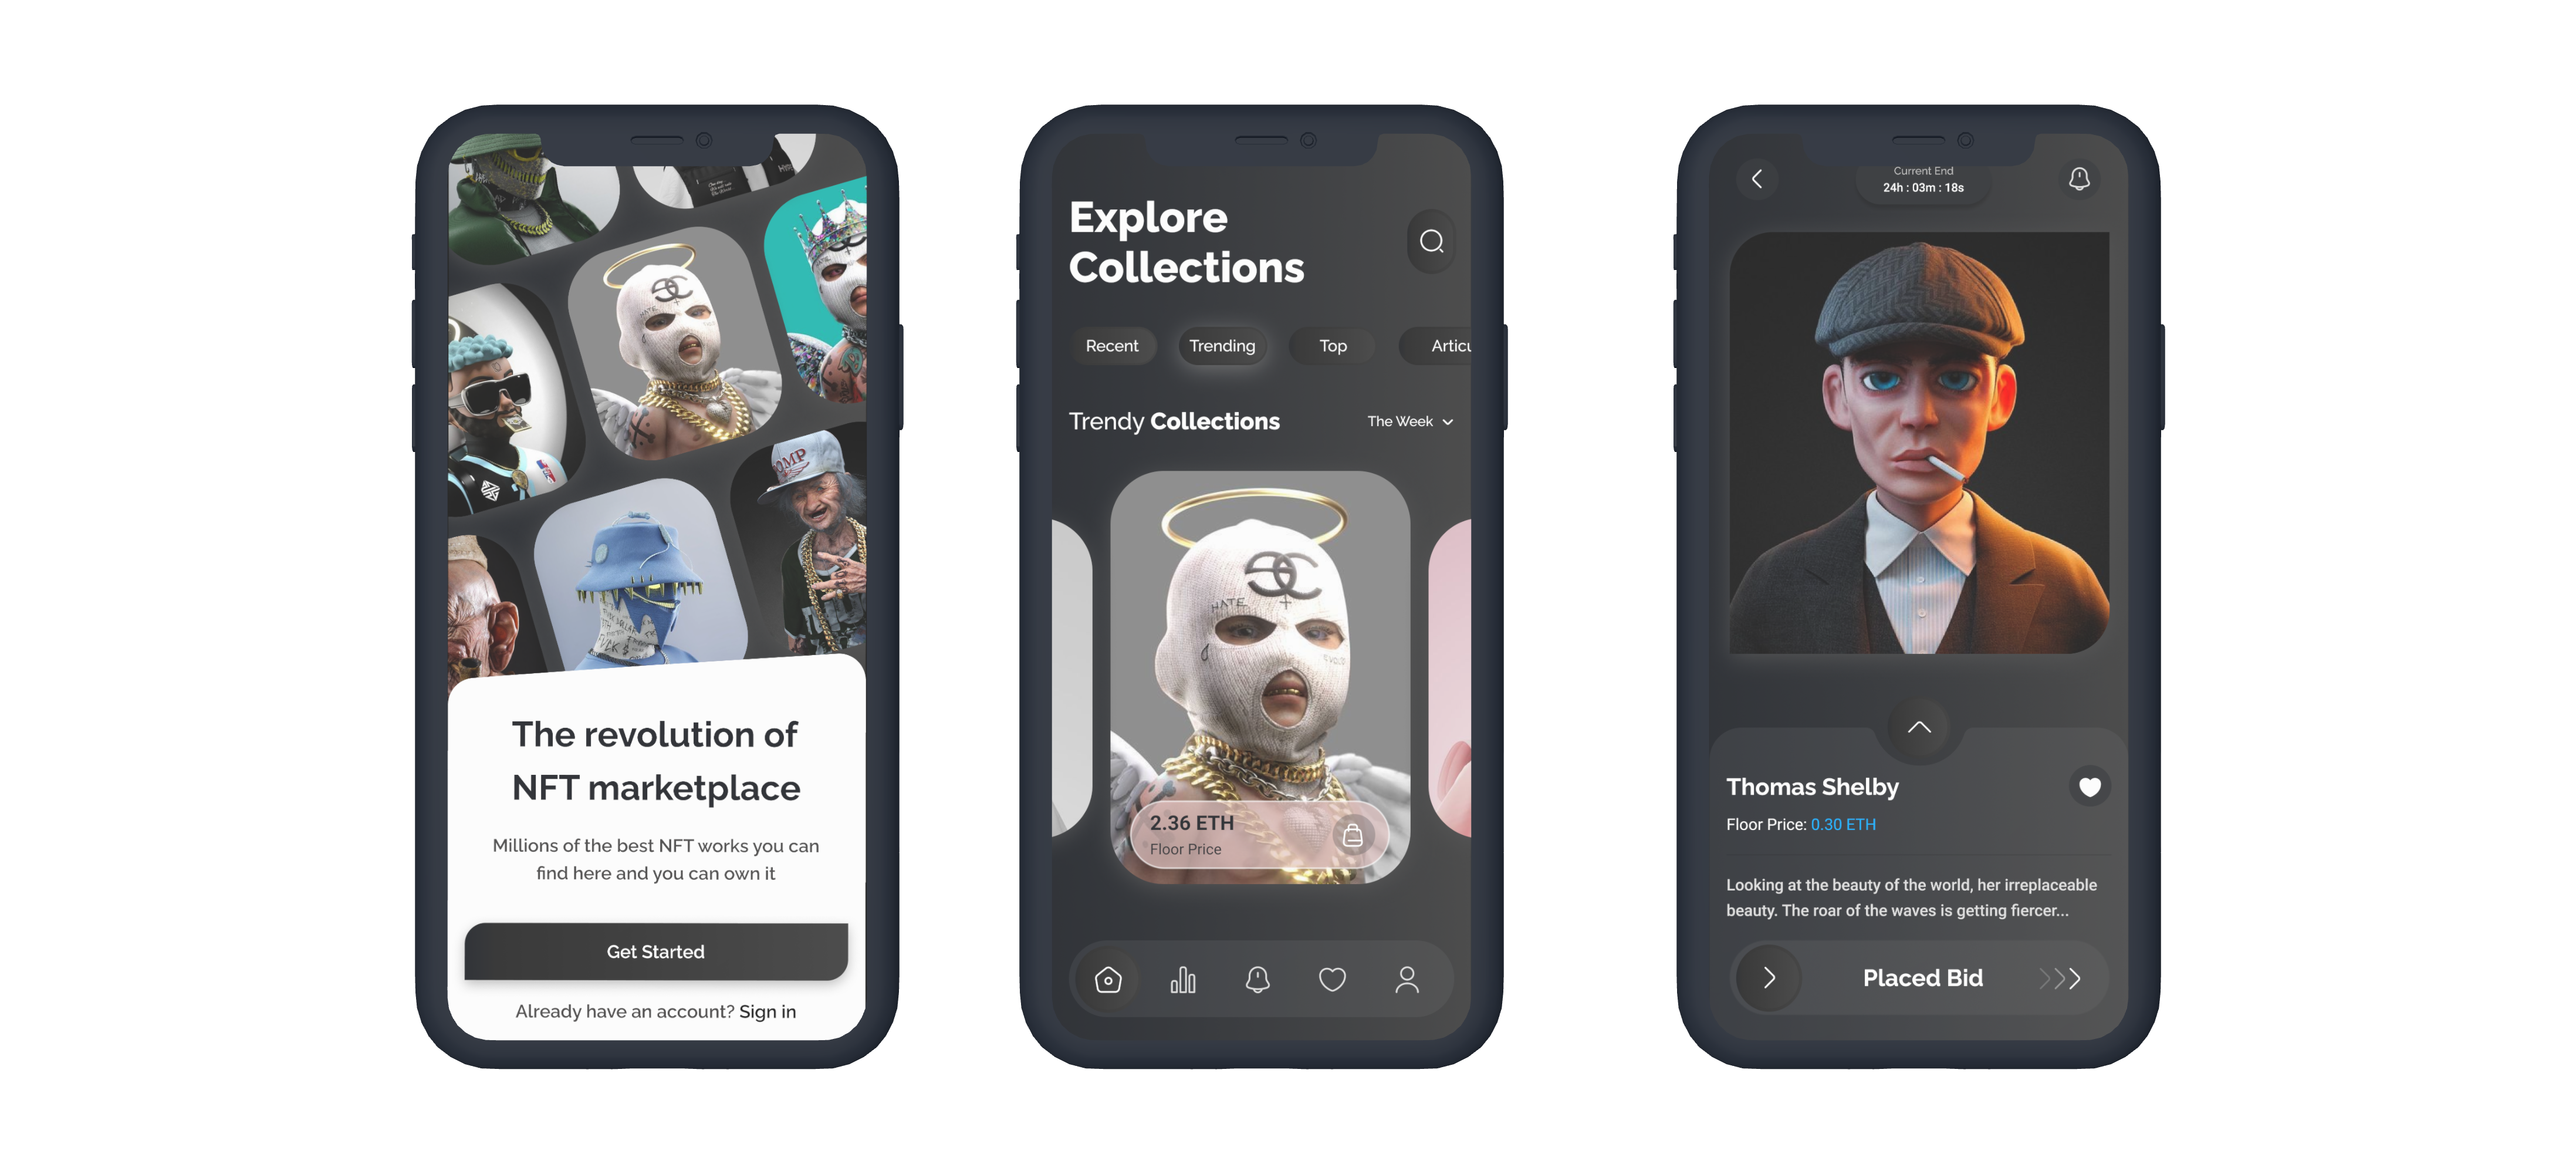 The revolution of
NFT marketplace
Millions of the best NFT works you can
find here and you can own it
Get Started
Already have an account? Sign in
Explore
Collections
Recent
Trending
Top
Articu
Trendy Collections
The Week
HATE
2.36 ETH
Floor Price
Current End
24h : 03m : 18s
Thomas Shelby
Floor Price: 0.30 ETH
Looking at the beauty of the world, her irreplaceable
beauty. The roar of the waves is getting fiercer...
Placed Bid